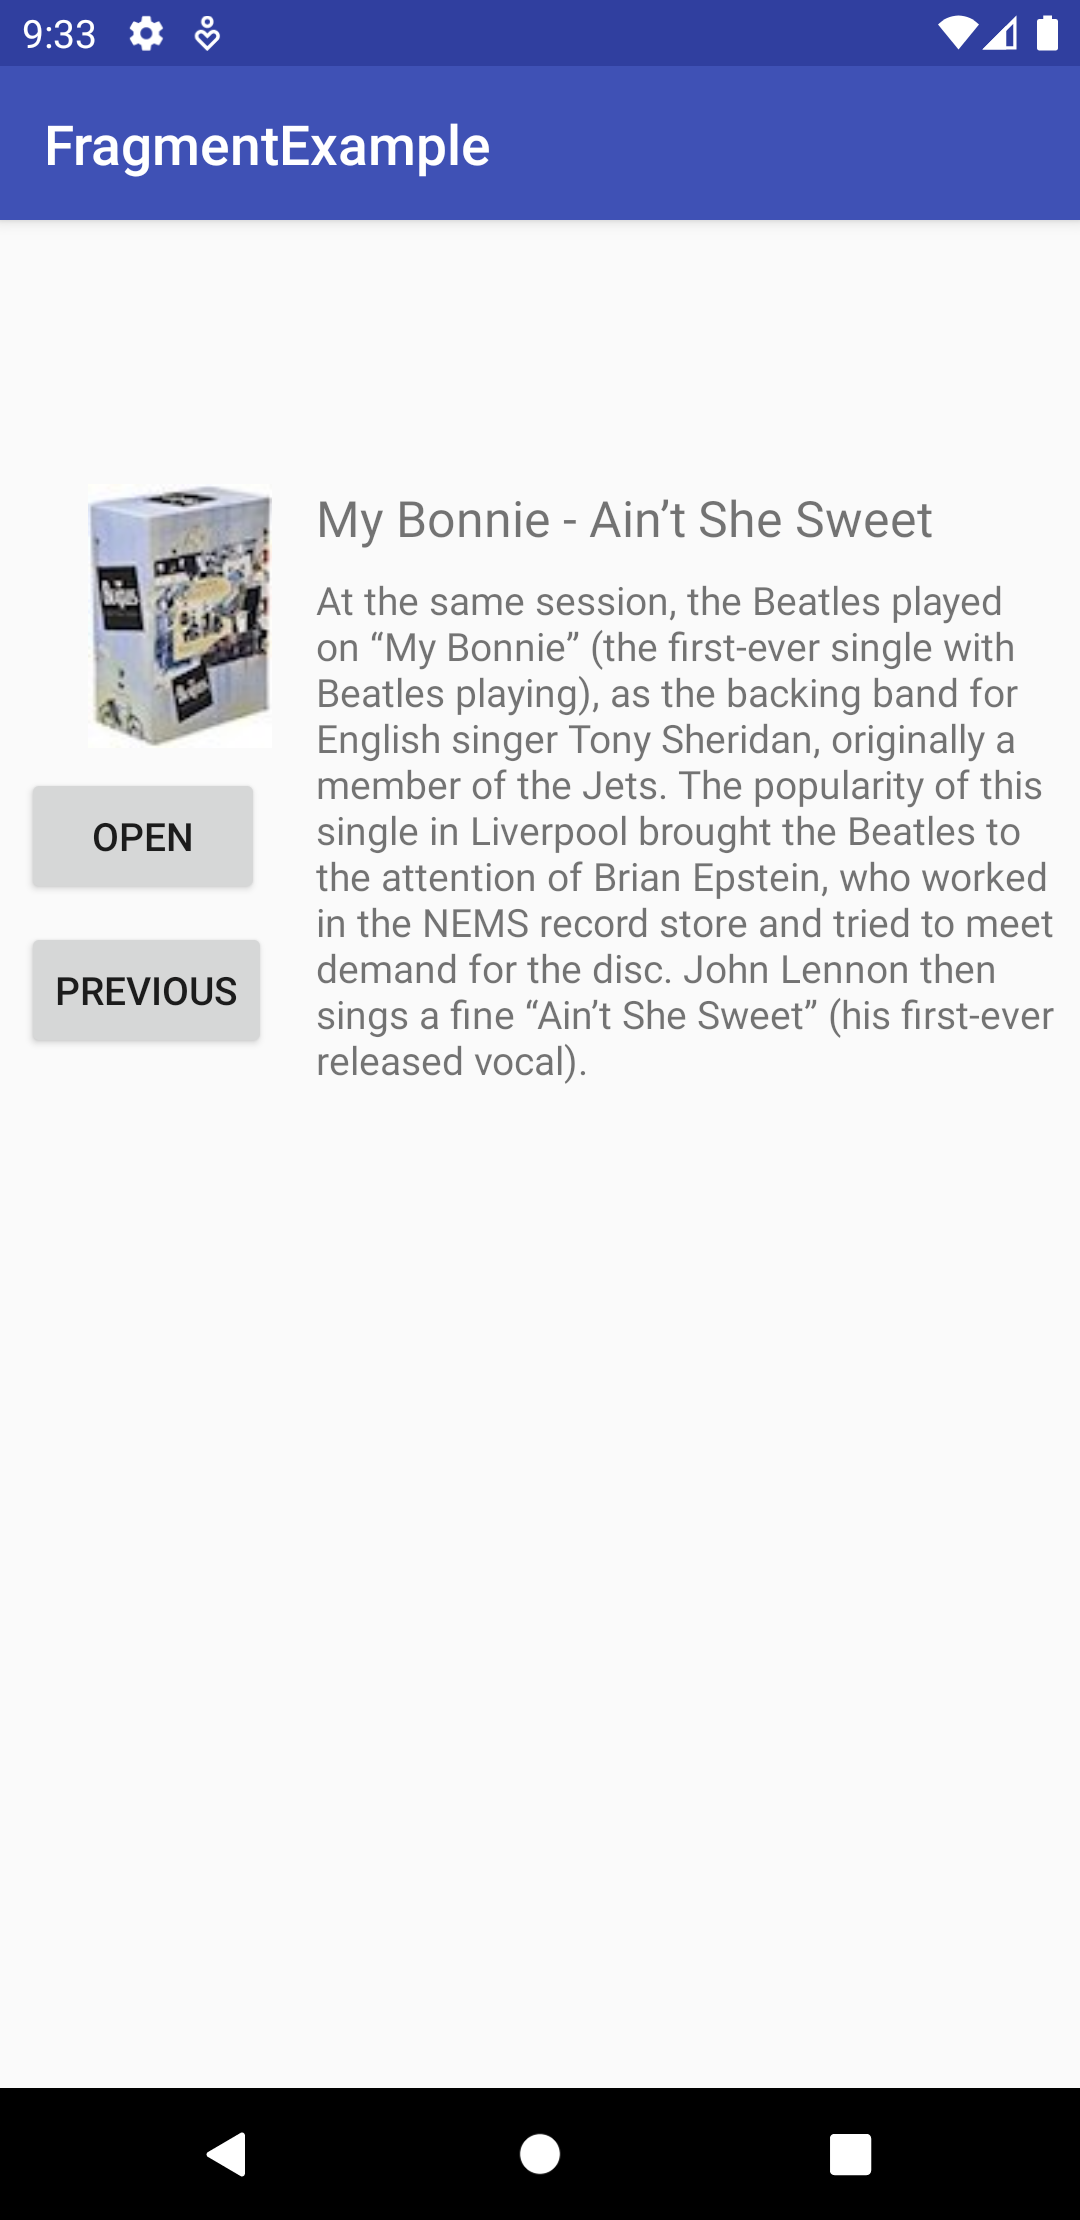 9:33
FragmentExample
My Bonnie - Ain’t She Sweet
At the same session, the Beatles played
on “My Bonnie” (the first-ever single with
Beatles playing), as the backing band for
English singer Tony Sheridan, originally a
member of the Jets. The popularity of this
single in Liverpool brought the Beatles to
the attention of Brian Epstein, who worked
in the NEMS record store and tried to meet
demand for the disc. John Lennon then
sings a fine “Ain’t She Sweet” (his first-ever
released vocal).
OPEN
PREVIOUS